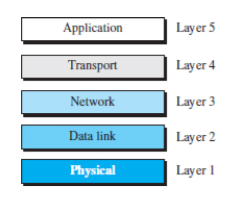 Application Layer 5
Transport Layer 4
Network Layer 3
Data link Layer 2
Physical Layer 1